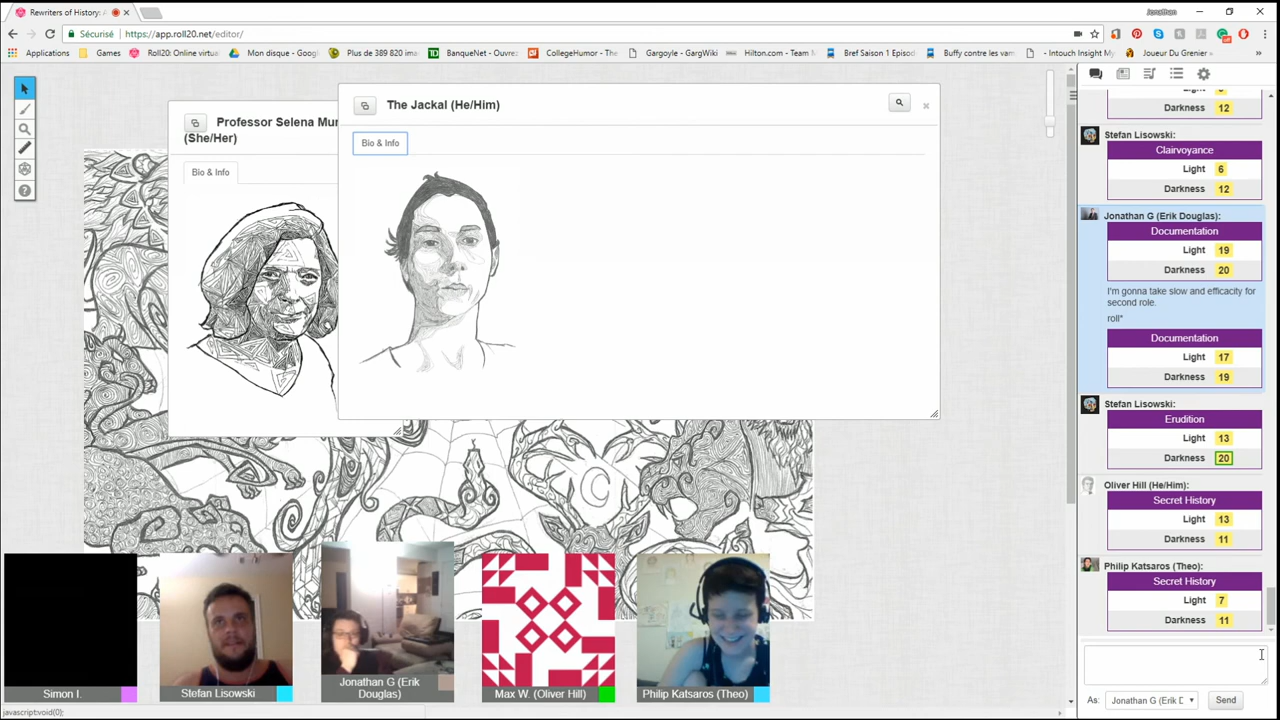 Rewriters of History: A
Jonathan
Sécurisé
https://app.roll20.net/editor/
Applications
Games
Roll20: Online virtua
Mon disque - Goog
Plus de 389 820 ima
BanqueNet - Ouvre
CollegeHumor - The
Gargoyle - GargWiki
Hilton.com - Team M
Bref Saison 1 Episod
Buffy contre les vam
- Intouch Insight My
Joueur Du Grenier
Professor Selena Mur
(She/Her)
Bio & Info
The Jackal (He/Him)
Bio & Info
Darkness 12
Stefan Lisowski:
Clairvoyance
Light 6
Darkness 12
Jonathan G (Erik Douglas):
Documentation
Light 19
Darkness 20
I'm gonna take slow and efficacity for
second role.
roll*
Documentation
Light 17
Darkness 19
Stefan Lisowski:
Erudition
Light 13
Darkness 20
Oliver Hill (He/Him):
Secret History
Light 13
Darkness 11
Philip Katsaros (Theo):
Secret History
Light 7
Darkness 11
As: Jonathan G (Erik D
Send
Simon I.
Stefan Lisowski
Jonathan G (Erik
Douglas)
Max W. (Oliver Hill)
Philip Katsaros (Theo)
javascript:void(0);